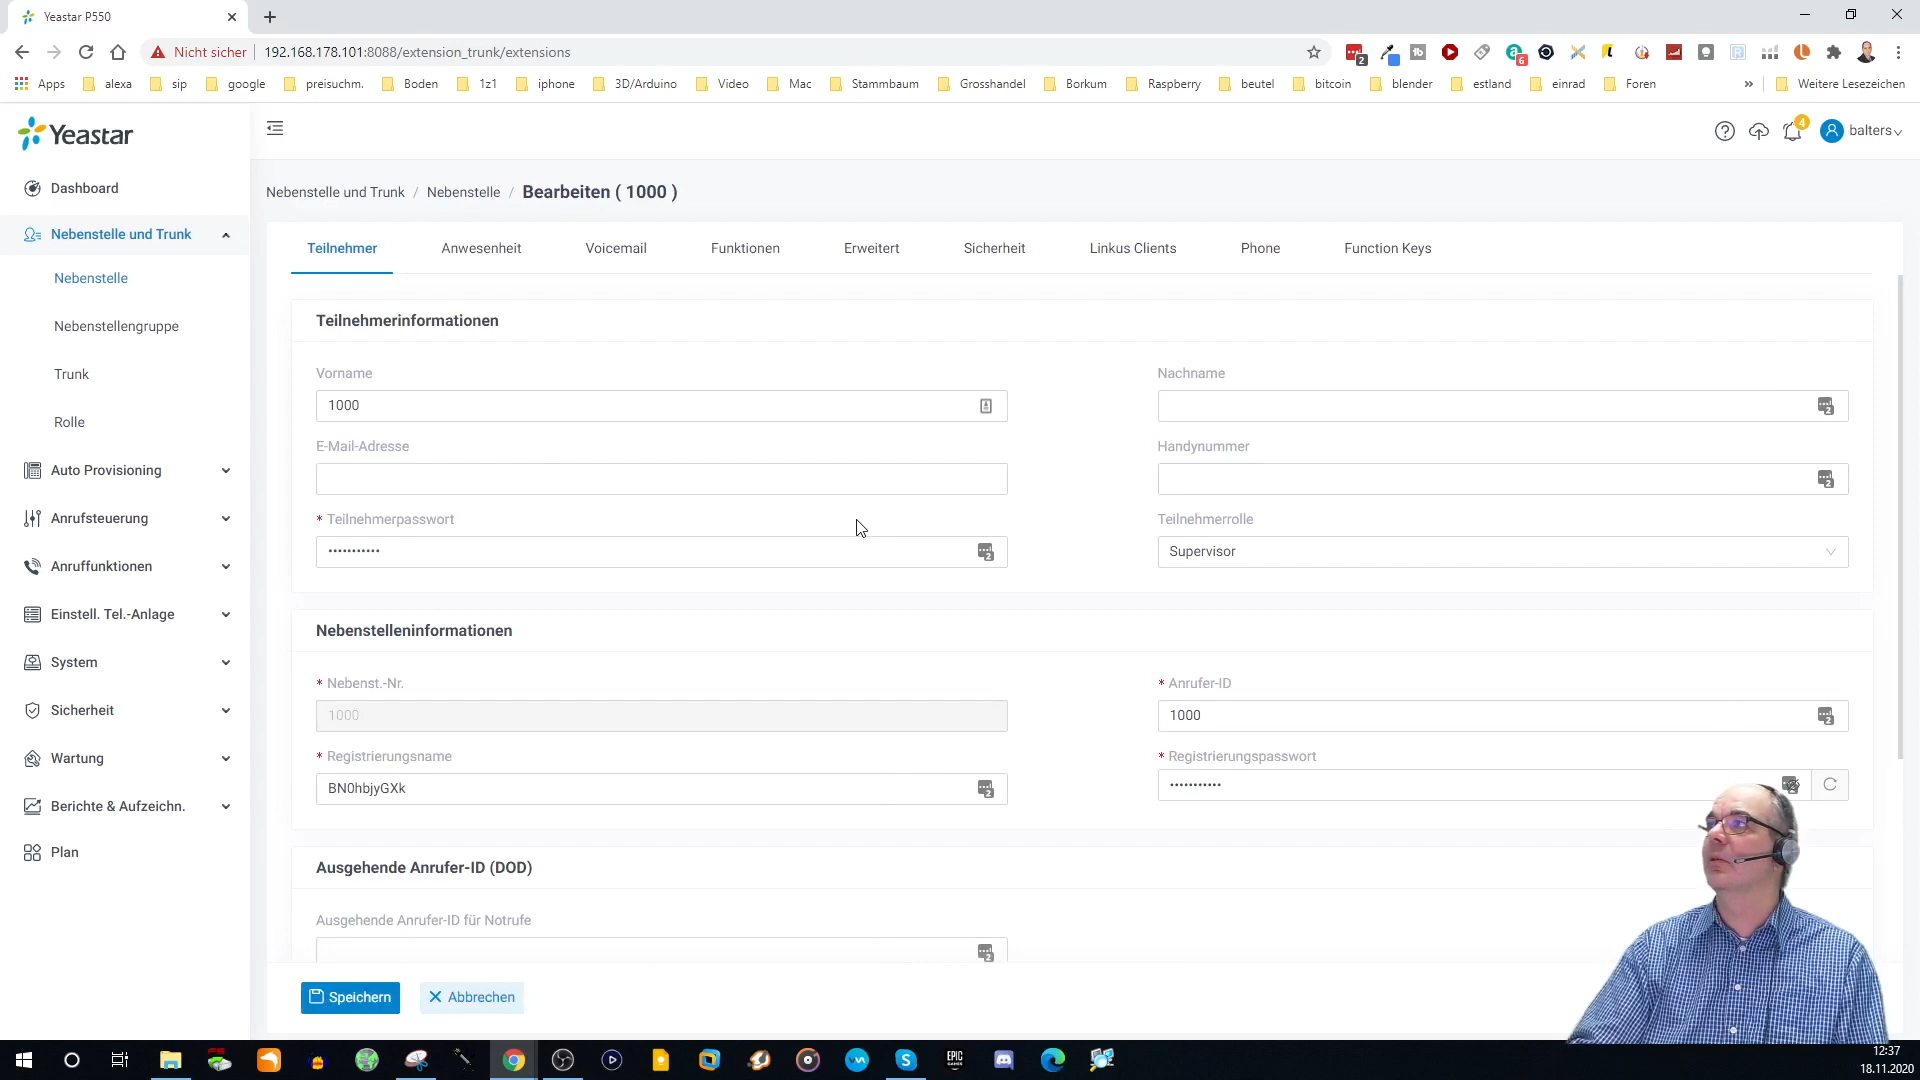 Yeastar P550
Nicht sicher
192.168.178.101:8088/extension_trunk/extensions
2
6
Apps
alexa
sip
google
preisuchm.
Boden
1z1
iphone
3D/Arduino
Video
Mac
Stammbaum
Grosshandel
Borkum
Raspberry
beutel
bitcoin
blender
estland
einrad
Foren
»
Weitere Lesezeichen
Yeastar
4
balters
Dashboard
Nebenstelle und Trunk
Nebenstelle
Nebenstellengruppe
Trunk
Rolle
Auto Provisioning
Anrufsteuerung
Anruffunktionen
Einstell. Tel.-Anlage
System
Sicherheit
Wartung
Berichte & Aufzeichn.
Plan
Nebenstelle und Trunk / Nebenstelle / Bearbeiten ( 1000 )
Teilnehmer
Anwesenheit
Voicemail
Funktionen
Erweitert
Sicherheit
Linkus Clients
Phone
Function Keys
Teilnehmerinformationen
Vorname
1000
Nachname
E-Mail-Adresse
Handynummer
* Teilnehmerpasswort
•••••••••••
Teilnehmerrolle
Supervisor
Nebenstelleninformationen
* Nebenst.-Nr.
1000
* Anrufer-ID
1000
* Registrierungsname
BN0hbjyGXk
* Registrierungspasswort
•••••••••••
Ausgehende Anrufer-ID (DOD)
Ausgehende Anrufer-ID für Notrufe
Speichern
Abbrechen
EPIC
GAMES
12:37
18.11.2020